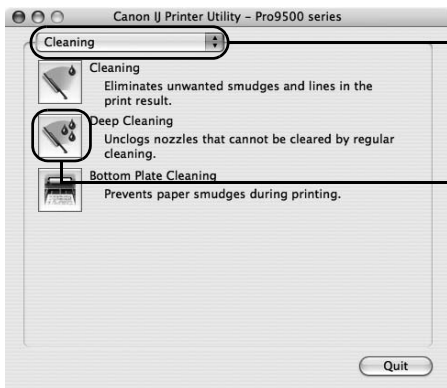 Canon IJ Printer Utility – Pro9500 series
Cleaning
Cleaning
Eliminates unwanted smudges and lines in the
print result.
Deep Cleaning
Unclogs nozzles that cannot be cleared by regular
cleaning.
Bottom Plate Cleaning
Prevents paper smudges during printing.
Quit